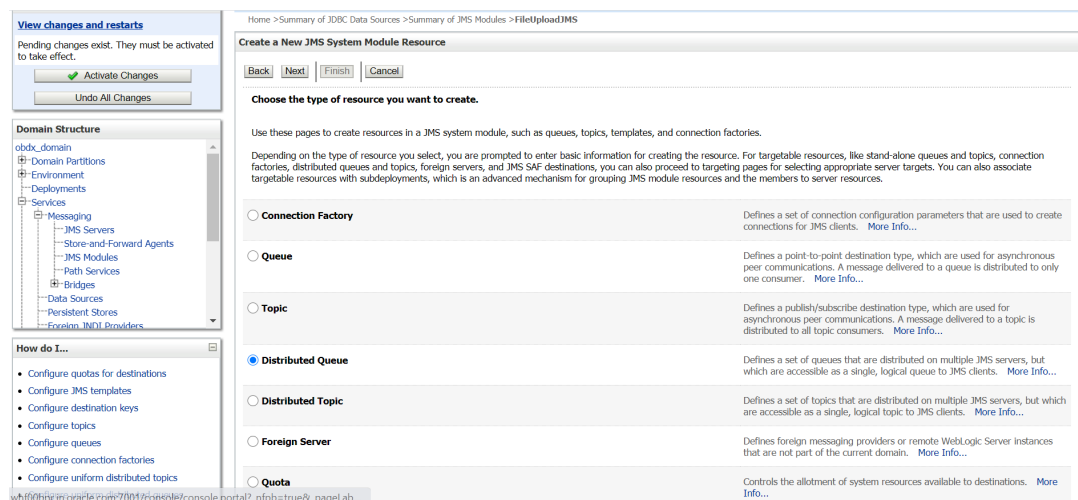 View changes and restarts
Pending changes exist. They must be activated
to take effect.
Activate Changes
Undo All Changes
Domain Structure
obdx_domain
Domain Partitions
Environment
Deployments
Services
Messaging
JMS Servers
Store-and-Forward Agents
JMS Modules
Path Services
Bridges
Data Sources
Persistent Stores
Foreign JNDI Providers
How do I...
Configure quotas for destinations
Configure JMS templates
Configure destination keys
Configure topics
Configure queues
Configure connection factories
Configure uniform distributed topics
Home >Summary of JDBC Data Sources >Summary of JMS Modules >FileUploadJMS
Create a New JMS System Module Resource
Back Next Finish Cancel
Choose the type of resource you want to create.
Use these pages to create resources in a JMS system module, such as queues, topics, templates, and connection factories.
Depending on the type of resource you select, you are prompted to enter basic information for creating the resource. For targetable resources, like stand-alone queues and topics, connection
factories, distributed queues and topics, foreign servers, and JMS SAF destinations, you can also proceed to targeting pages for selecting appropriate server targets. You can also associate
targetable resources with subdeployments, which is an advanced mechanism for grouping JMS module resources and the members to server resources.
Connection Factory
Defines a set of connection configuration parameters that are used to create
connections for JMS clients. More Info...
Queue
Defines a point-to-point destination type, which are used for asynchronous
peer communications. A message delivered to a queue is distributed to only
one consumer. More Info...
Topic
Defines a publish/subscribe destination type, which are used for
asynchronous peer communications. A message delivered to a topic is
distributed to all topic consumers. More Info...
Distributed Queue
Defines a set of queues that are distributed on multiple JMS servers, but
which are accessible as a single, logical queue to JMS clients. More Info...
Distributed Topic
Defines a set of topics that are distributed on multiple JMS servers, but which
are accessible as a single, logical topic to JMS clients. More Info...
Foreign Server
Defines foreign messaging providers or remote WebLogic Server instances
that are not part of the current domain. More Info...
Quota
Controls the allotment of system resources available to destinations. More
Info...